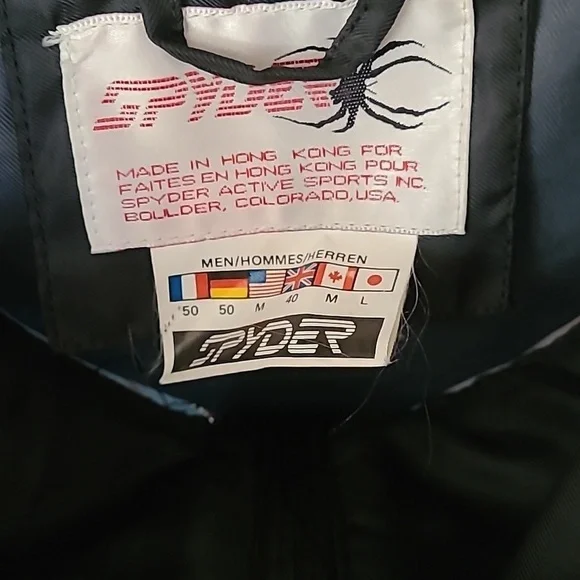 SPYDER
MADE IN HONG KONG FOR
FAITES EN HONG KONG POUR
SPYDER ACTIVE SPORTS INC.
BOULDER, COLORADO, USA.
MEN/HOMMES/HERREN
50 50 M 40 M L
SPYDER